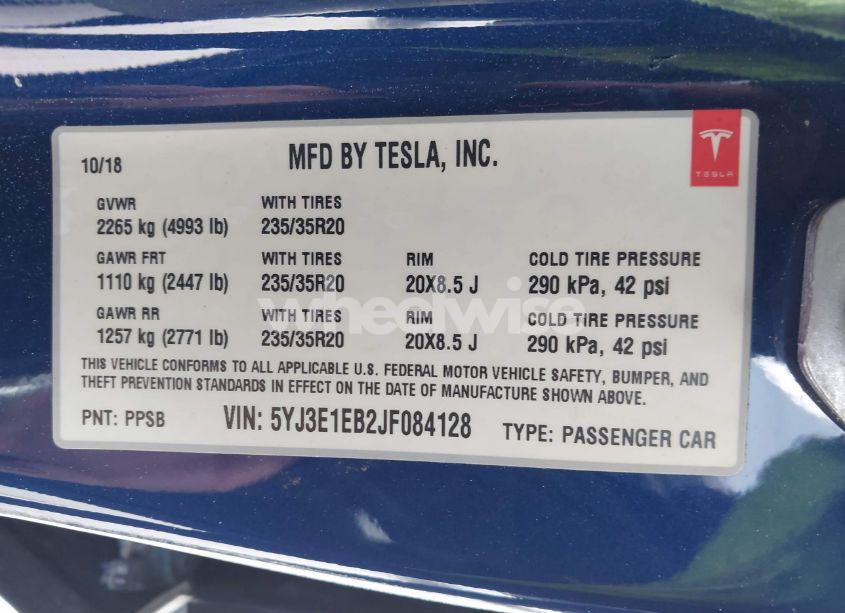 10/18 MFD BY TESLA, INC.
TESLA
GVWR WITH TIRES
2265 kg (4993 lb) 235/35R20
GAWR FRT WITH TIRES RIM COLD TIRE PRESSURE
1110 kg (2447 lb) 235/35R20 20X8.5 J 290 kPa, 42 psi
GAWR RR WITH TIRES RIM COLD TIRE PRESSURE
1257 kg (2771 lb) 235/35R20 20X8.5 J 290 kPa, 42 psi
wheelwise
THIS VEHICLE CONFORMS TO ALL APPLICABLE U.S. FEDERAL MOTOR VEHICLE SAFETY, BUMPER, AND
THEFT PREVENTION STANDARDS IN EFFECT ON THE DATE OF MANUFACTURE SHOWN ABOVE.
PNT: PPSB VIN: 5YJ3E1EB2JF084128 TYPE: PASSENGER CAR